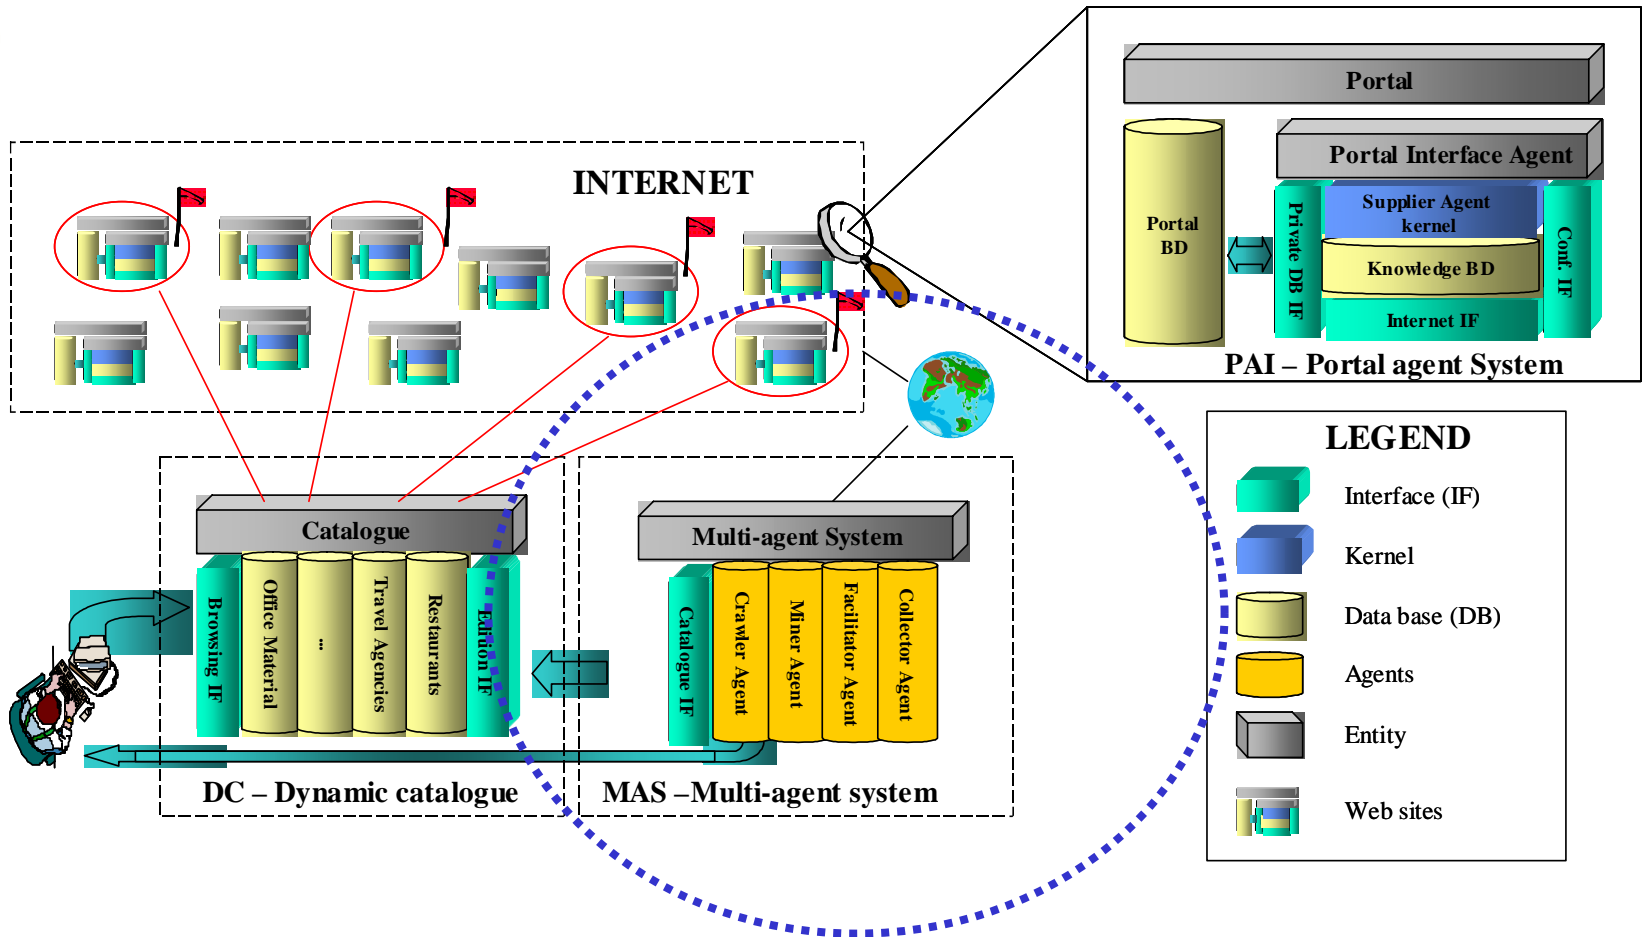 Portal
Portal Interface Agent
Portal
BD
Private DB IF
Supplier Agent
kernel
Knowledge BD
Internet IF
Conf. IF
PAI – Portal agent System
INTERNET
LEGEND
Interface (IF)
Kernel
Data base (DB)
Agents
Entity
Web sites
Catalogue
Browsing IF
Office Material
...
Travel Agencies
Restaurants
Edition IF
DC – Dynamic catalogue
Multi-agent System
Catalogue IF
Crawler Agent
Miner Agent
Facilitator Agent
Collector Agent
MAS –Multi-agent system